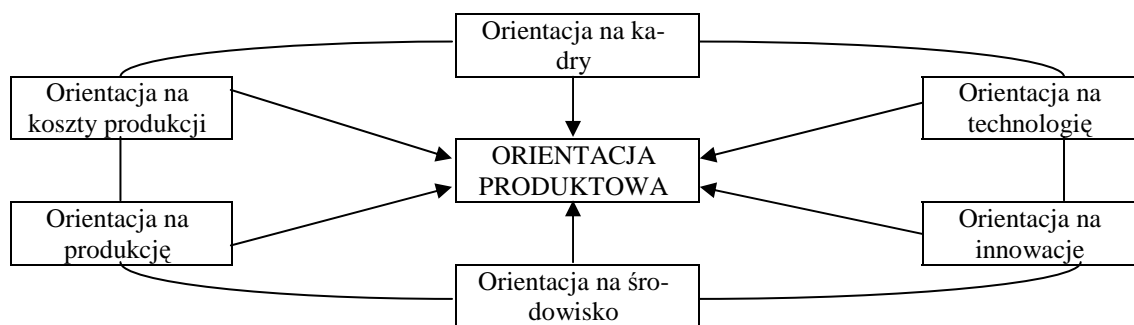 Orientacja na ka-
dry
Orientacja na
koszty produkcji
Orientacja na
technologię
ORIENTACJA
PRODUKTOWA
Orientacja na
produkcję
Orientacja na
innowacje
Orientacja na śro-
dowisko